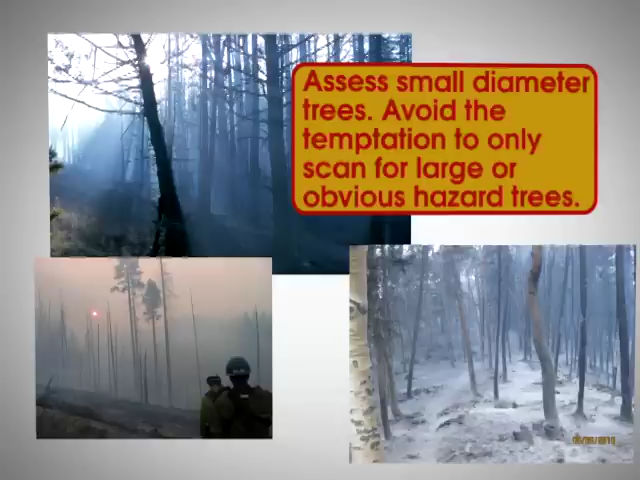 Assess small diameter
trees. Avoid the
temptation to only
scan for large or
obvious hazard trees.